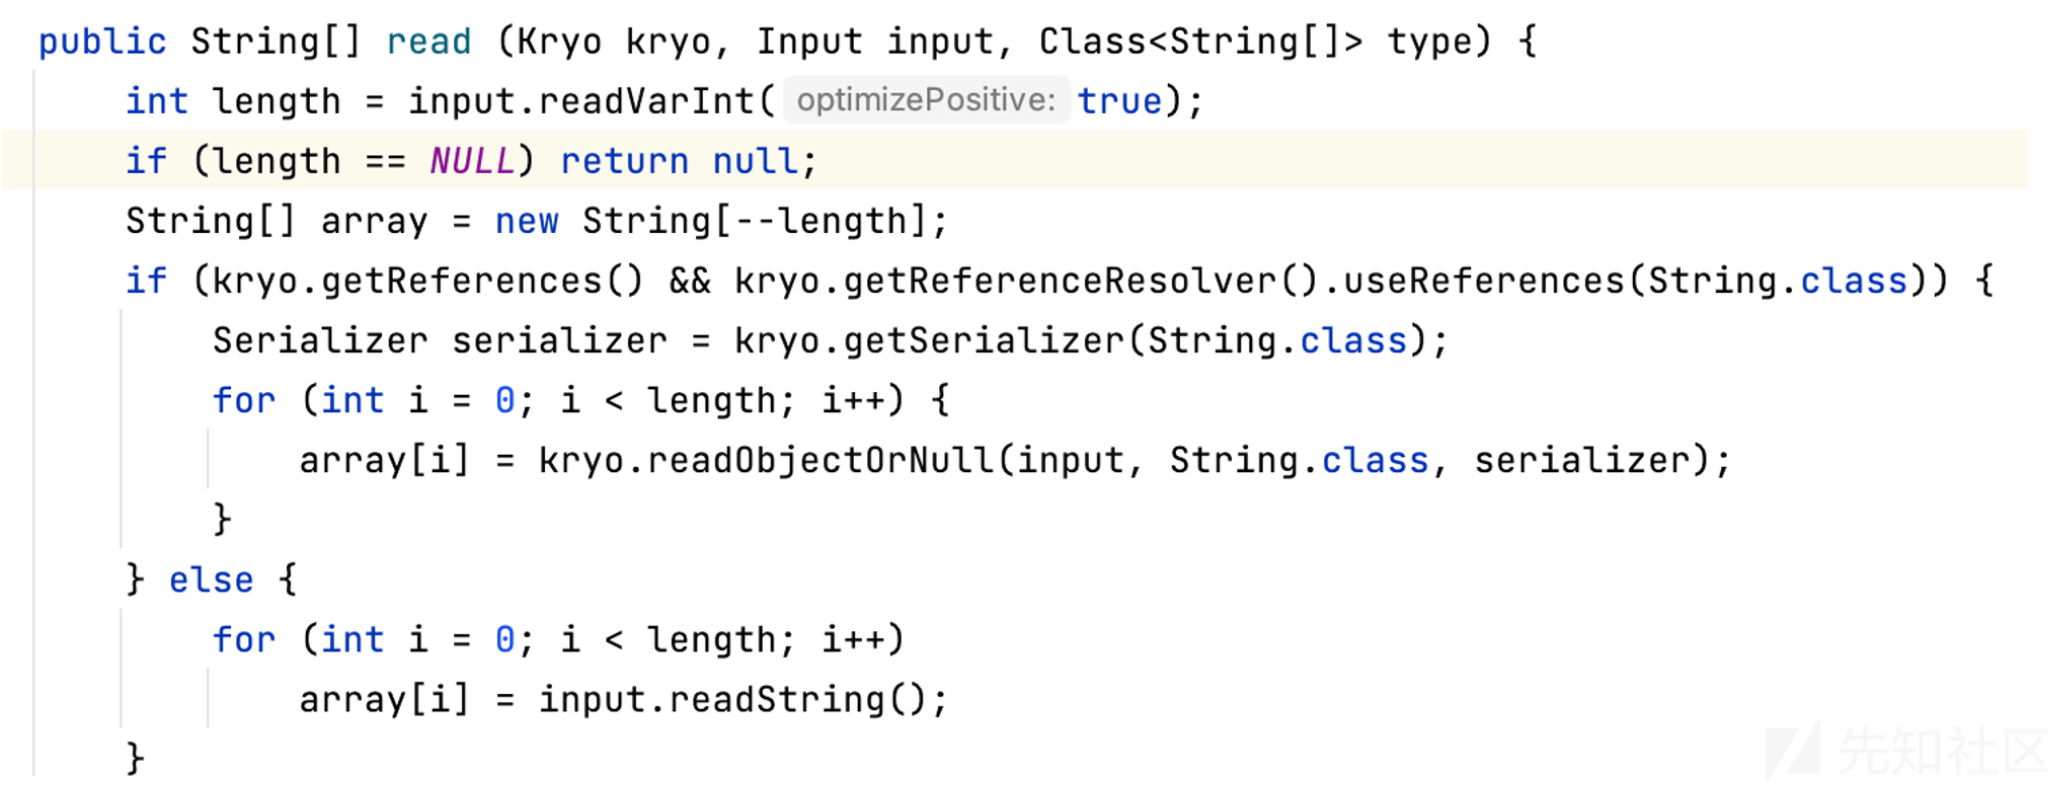 public String[] read (Kryo kryo, Input input, Class<String[]> type) {
int length = input.readVarInt( optimizePositive: true);
if (length == NULL) return null;
String[] array = new String[--length];
if (kryo.getReferences() && kryo.getReferenceResolver().useReferences(String.class)) {
Serializer serializer = kryo.getSerializer(String.class);
for (int i = 0; i < length; i++) {
array[i] = kryo.readObjectOrNull(input, String.class, serializer);
}
} else {
for (int i = 0; i < length; i++)
array[i] = input.readString();
}
先知社区